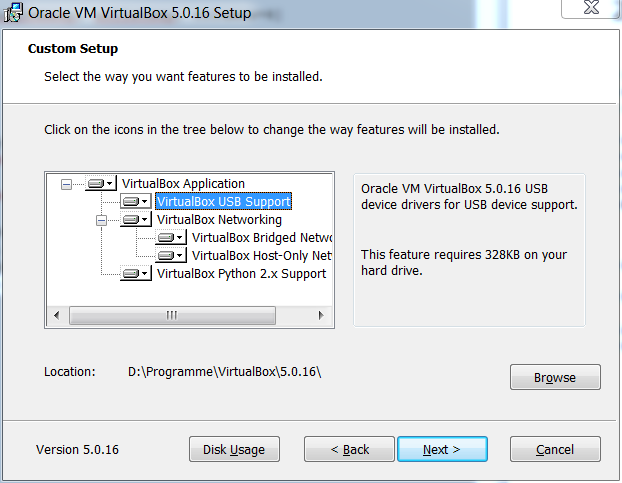 Oracle VM VirtualBox 5.0.16 Setup
Custom Setup
Select the way you want features to be installed.
Click on the icons in the tree below to change the way features will be installed.
VirtualBox Application
VirtualBox USB Support
VirtualBox Networking
VirtualBox Bridged Netw
VirtualBox Host-Only Net
VirtualBox Python 2.x Support
Oracle VM VirtualBox 5.0.16 USB
device drivers for USB device support.
This feature requires 328KB on your
hard drive.
Location: D:\Programme\VirtualBox\5.0.16\
Browse
Version 5.0.16
Disk Usage
< Back
Next >
Cancel